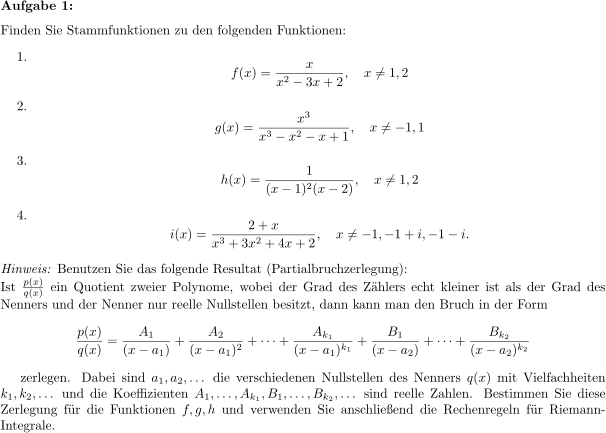 Aufgabe 1:
Finden Sie Stammfunktionen zu den folgenden Funktionen:
1.
f(x) = \frac{x}{x^2 - 3x + 2}, \quad x \neq 1, 2
2.
g(x) = \frac{x^3}{x^3 - x^2 - x + 1}, \quad x \neq -1, 1
3.
h(x) = \frac{1}{(x-1)^2(x-2)}, \quad x \neq 1, 2
4.
i(x) = \frac{2 + x}{x^3 + 3x^2 + 4x + 2}, \quad x \neq -1, -1 + i, -1 - i.
Hinweis: Benutzen Sie das folgende Resultat (Partialbruchzerlegung):
Ist \frac{p(x)}{q(x)} ein Quotient zweier Polynome, wobei der Grad des Zählers echt kleiner ist als der Grad des
Nenners und der Nenner nur reelle Nullstellen besitzt, dann kann man den Bruch in der Form
\frac{p(x)}{q(x)} = \frac{A_1}{(x-a_1)} + \frac{A_2}{(x-a_1)^2} + \cdots + \frac{A_{k_1}}{(x-a_1)^{k_1}} + \frac{B_1}{(x-a_2)} + \cdots + \frac{B_{k_2}}{(x-a_2)^{k_2}}
zerlegen. Dabei sind a_1, a_2, \ldots die verschiedenen Nullstellen des Nenners q(x) mit Vielfachheiten
k_1, k_2, \ldots und die Koeffizienten A_1, \ldots, A_{k_1}, B_1, \ldots, B_{k_2}, \ldots sind reelle Zahlen. Bestimmen Sie diese
Zerlegung für die Funktionen f, g, h und verwenden Sie anschließend die Rechenregeln für Riemann-
Integrale.